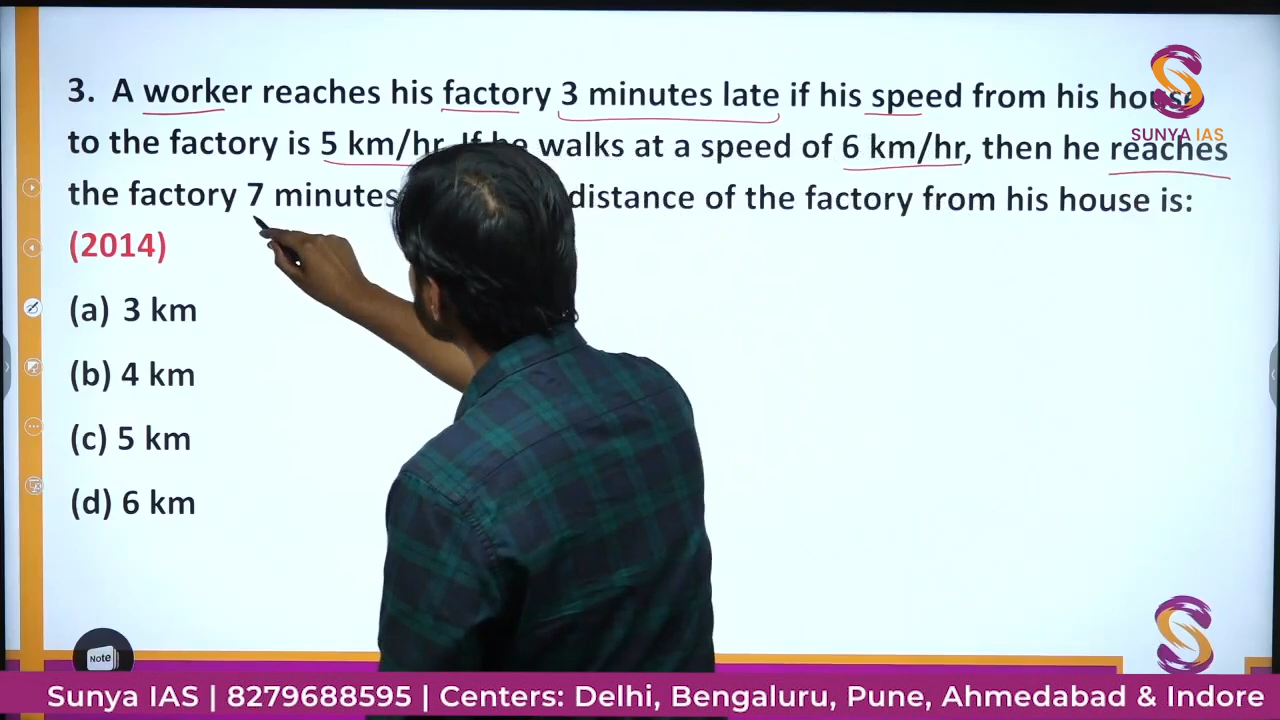 3. A worker reaches his factory 3 minutes late if his speed from his house
to the factory is 5 km/hr. If he walks at a speed of 6 km/hr, then he reaches
the factory 7 minutes distance of the factory from his house is:
(2014)
(a) 3 km
(b) 4 km
(c) 5 km
(d) 6 km
SUNYA IAS
Note
Sunya IAS | 8279688595 | Centers: Delhi, Bengaluru, Pune, Ahmedabad & Indore